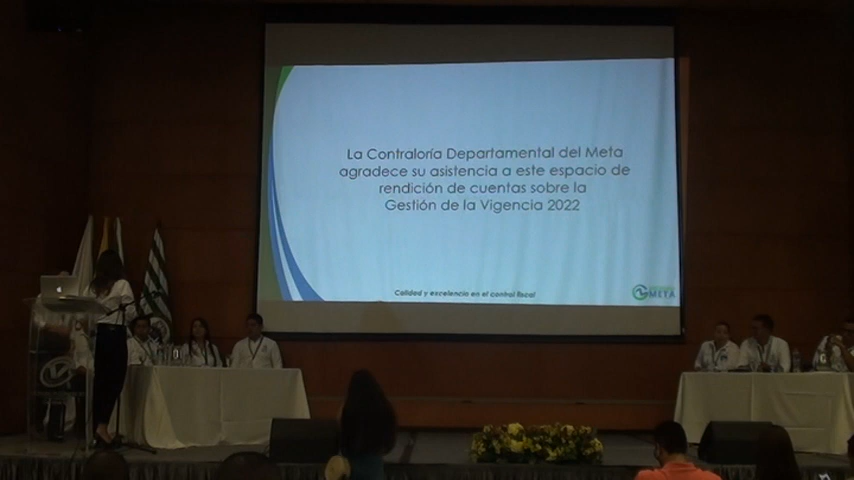 La Contraloría Departamental del Meta
agradece su asistencia a este espacio de
rendición de cuentas sobre la
Gestión de la Vigencia 2022
Calidad y excelencia en el control fiscal
META